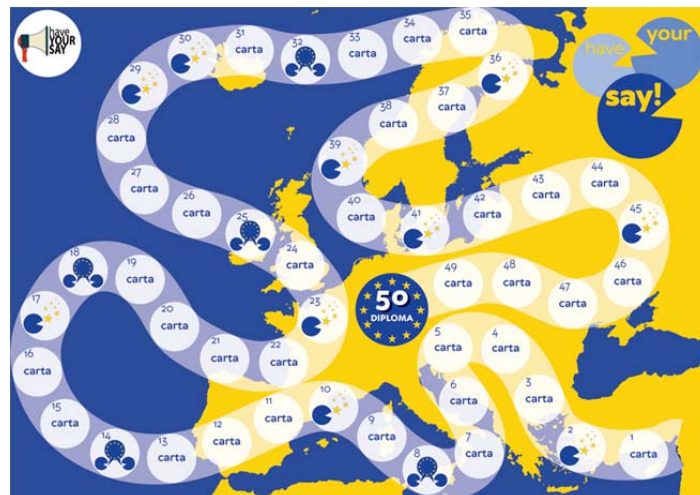 have
YOUR
SAY
have
your
say!
1
carta
2
3
carta
4
carta
5
carta
6
carta
7
carta
8
9
carta
10
11
carta
12
carta
13
carta
14
15
carta
16
carta
17
18
19
carta
20
carta
21
carta
22
carta
23
24
carta
25
26
carta
27
carta
28
carta
29
30
31
carta
32
33
carta
34
carta
35
carta
36
37
carta
38
carta
39
40
carta
41
42
carta
43
carta
44
carta
45
46
carta
47
carta
48
carta
49
carta
50
DIPLOMA